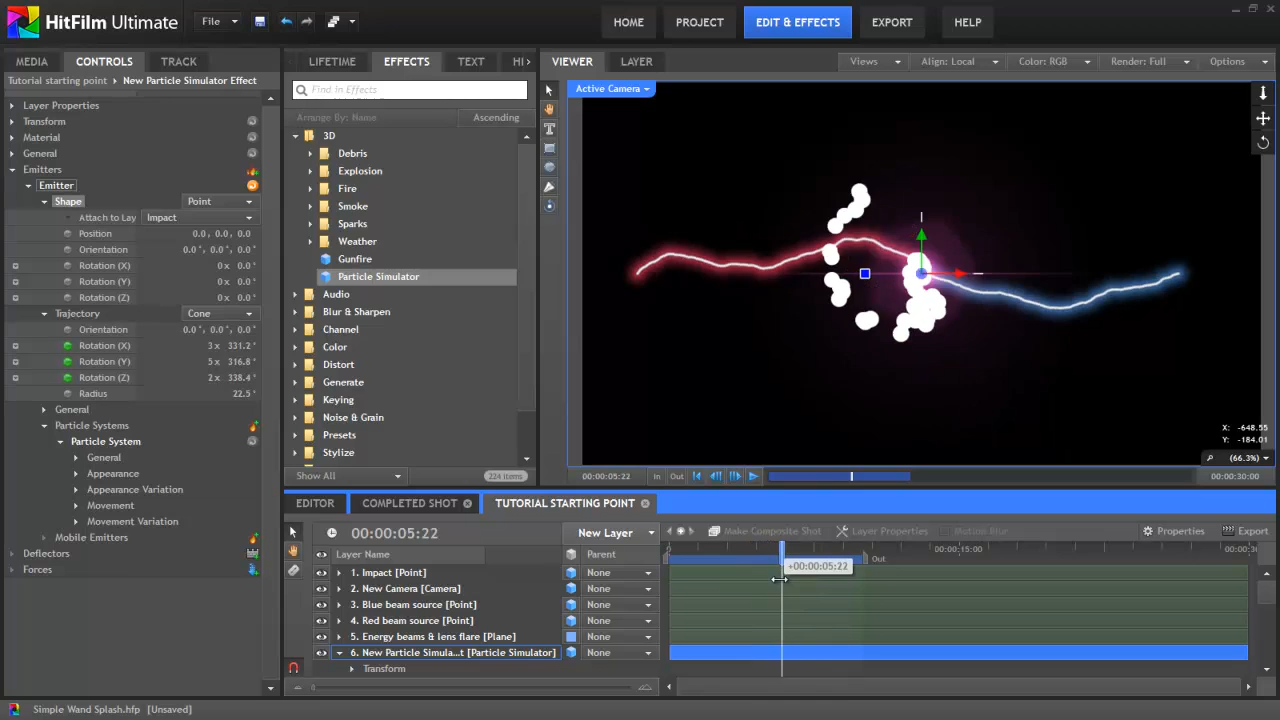 HitFilm Ultimate
File
HOME
PROJECT
EDIT & EFFECTS
EXPORT
HELP
MEDIA
CONTROLS
TRACK
Tutorial starting point
New Particle Simulator Effect
Layer Properties
Transform
Material
General
Emitters
Emitter
Shape Point
Attach to Lay Impact
Position 0.0, 0.0, 0.0
Orientation 0.0°, 0.0°, 0.0°
Rotation (X) 0 x 0.0°
Rotation (Y) 0 x 0.0°
Rotation (Z) 0 x 0.0°
Trajectory Cone
Orientation 0.0°, 0.0°, 0.0°
Rotation (X) 3 x 331.2°
Rotation (Y) 5 x 316.8°
Rotation (Z) 2 x 338.4°
Radius 22.5°
General
Particle Systems
Particle System
General
Appearance
Appearance Variation
Movement
Movement Variation
Mobile Emitters
Deflectors
Forces
LIFETIME
EFFECTS
TEXT
HI
Find in Effects
Arrange By: Name
Ascending
3D
Debris
Explosion
Fire
Smoke
Sparks
Weather
Gunfire
Particle Simulator
Audio
Blur & Sharpen
Channel
Color
Distort
Generate
Keying
Noise & Grain
Presets
Stylize
Show All
224 items
VIEWER
LAYER
Views
Align: Local
Color: RGB
Render: Full
Options
Active Camera
X: -648.55
Y: -184.01
(66.3%)
00:00:05:22
In
Out
00:00:30:00
EDITOR
COMPLETED SHOT
TUTORIAL STARTING POINT
00:00:05:22
New Layer
Make Composite Shot
Layer Properties
Motion Blur
Properties
Export
Layer Name
Parent
0
00:00:15:00
00:00:30
Out
+00:00:05:22
1. Impact [Point] None
2. New Camera [Camera] None
3. Blue beam source [Point] None
4. Red beam source [Point] None
5. Energy beams & lens flare [Plane] None
6. New Particle Simula...t [Particle Simulator] None
Transform
Simple Wand Splash.hfp [Unsaved]